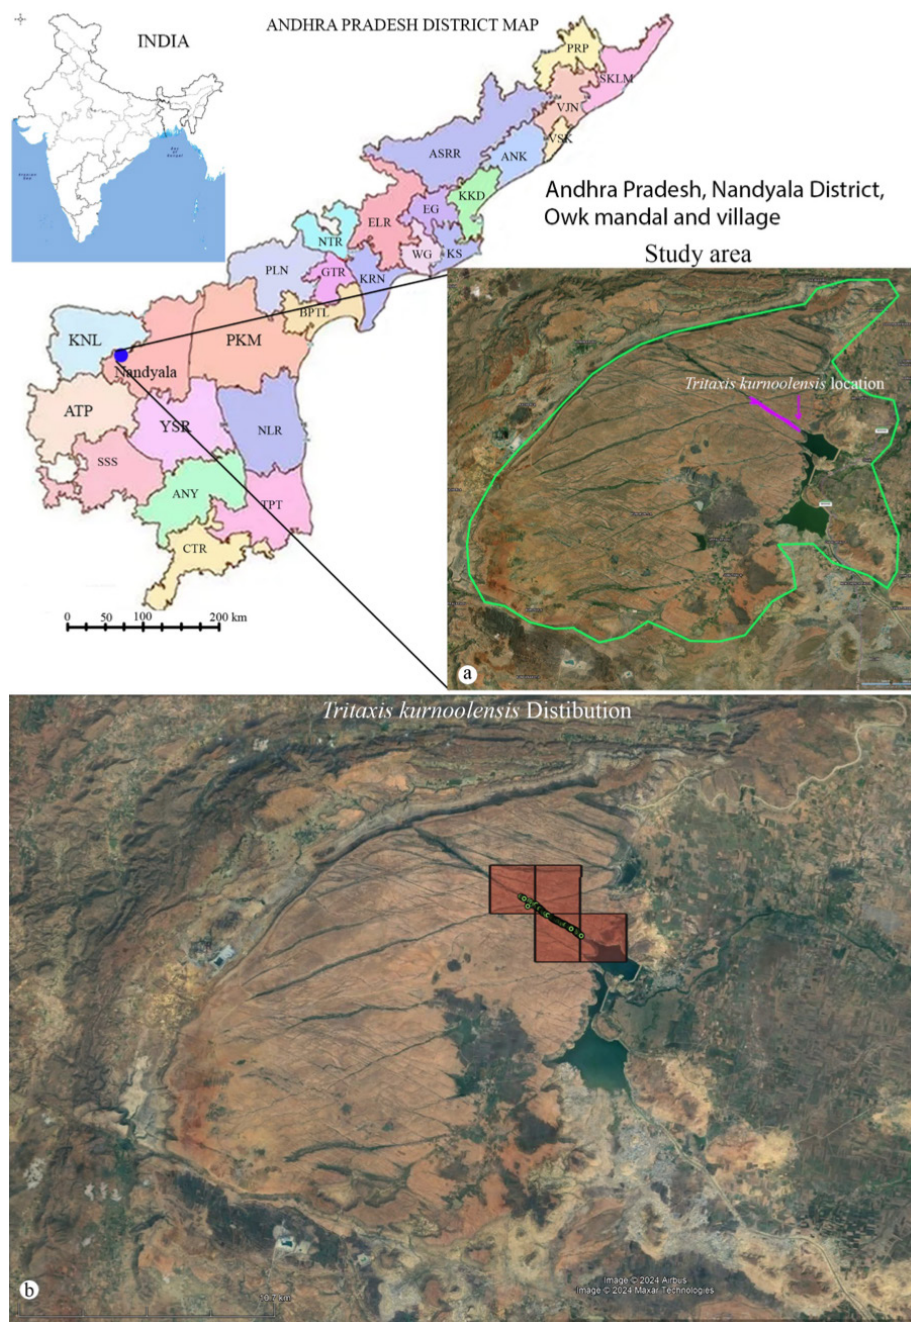 INDIA
ANDHRA PRADESH DISTRICT MAP
PRP
SKLM
VJN
VSK
ASRR
ANK
KKD
EG
ELR
Andhra Pradesh, Nandyala District,
Owk mandal and village
NTR
WG
KS
Study area
PLN
GTR
KRN
BPTL
KNL
PKM
Nandyala
Tritaxis kurnoolensis location
ATP
YSR
NLR
SSS
ANY
TPT
CTR
0 50 100 200 km
a
Tritaxis kurnoolensis Distibution
Image © 2024 Airbus
Image © 2024 Maxar Technologies
b
10.7 km